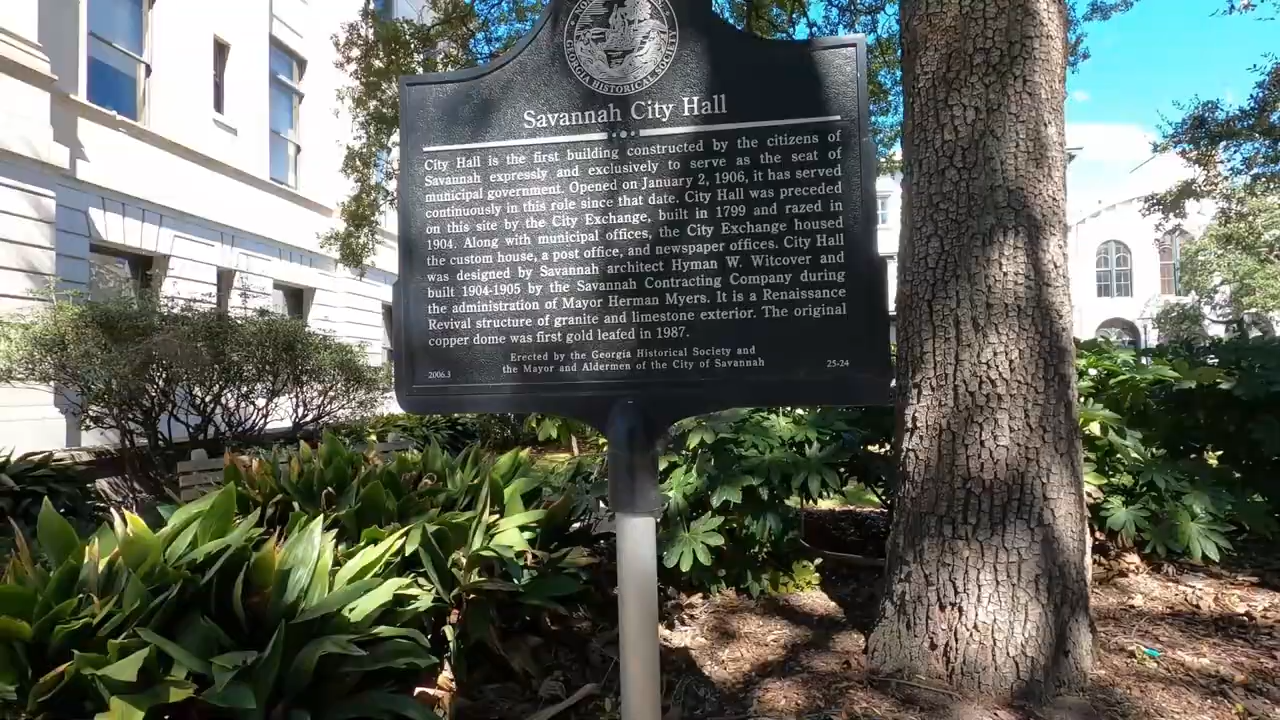 GEORGIA HISTORICAL SOCIETY
Savannah City Hall
City Hall is the first building constructed by the citizens of
Savannah expressly and exclusively to serve as the seat of
municipal government. Opened on January 2, 1906, it has served
continuously in this role since that date. City Hall was preceded
on this site by the City Exchange, built in 1799 and razed in
1904. Along with municipal offices, the City Exchange housed
the custom house, a post office, and newspaper offices. City Hall
was designed by Savannah architect Hyman W. Witcover and
built 1904-1905 by the Savannah Contracting Company during
the administration of Mayor Herman Myers. It is a Renaissance
Revival structure of granite and limestone exterior. The original
copper dome was first gold leafed in 1987.
Erected by the Georgia Historical Society and
the Mayor and Aldermen of the City of Savannah
2006.3
25-24